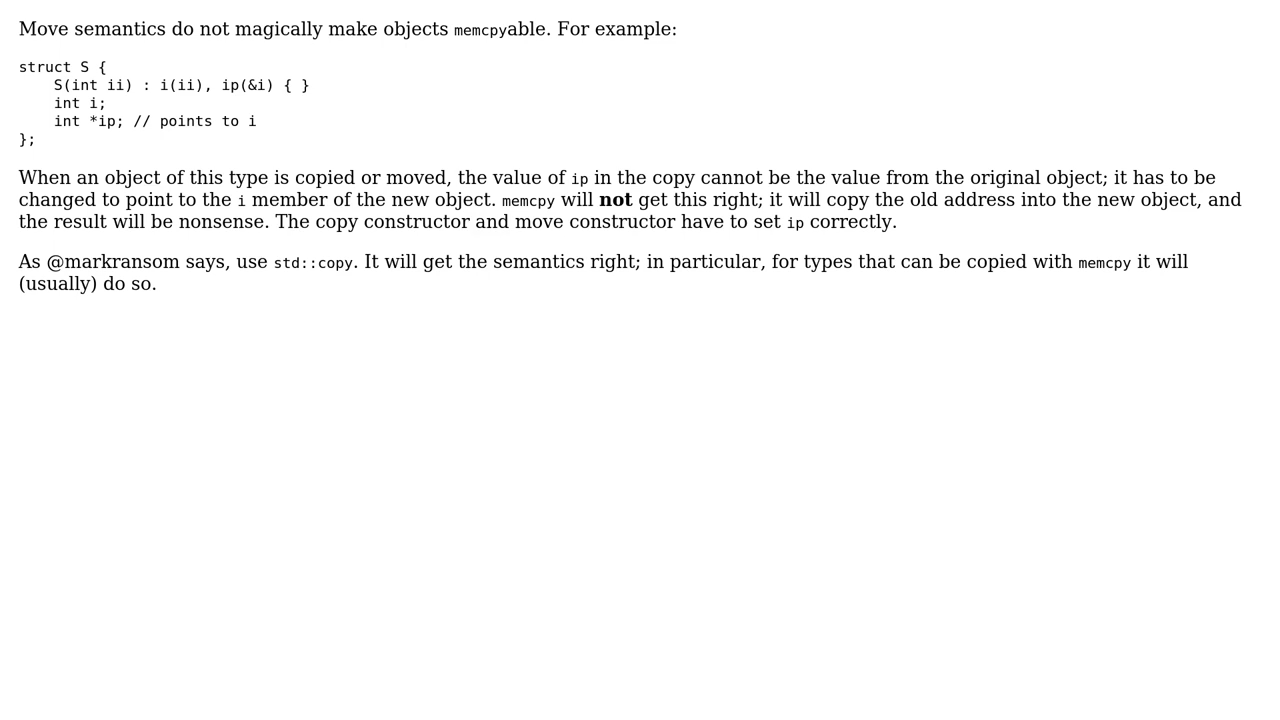 Move semantics do not magically make objects memcpyable. For example:
struct S {
    S(int ii) : i(ii), ip(&i) { }
    int i;
    int *ip; // points to i
};
When an object of this type is copied or moved, the value of ip in the copy cannot be the value from the original object; it has to be
changed to point to the i member of the new object. memcpy will not get this right; it will copy the old address into the new object, and
the result will be nonsense. The copy constructor and move constructor have to set ip correctly.
As @markransom says, use std::copy. It will get the semantics right; in particular, for types that can be copied with memcpy it will
(usually) do so.